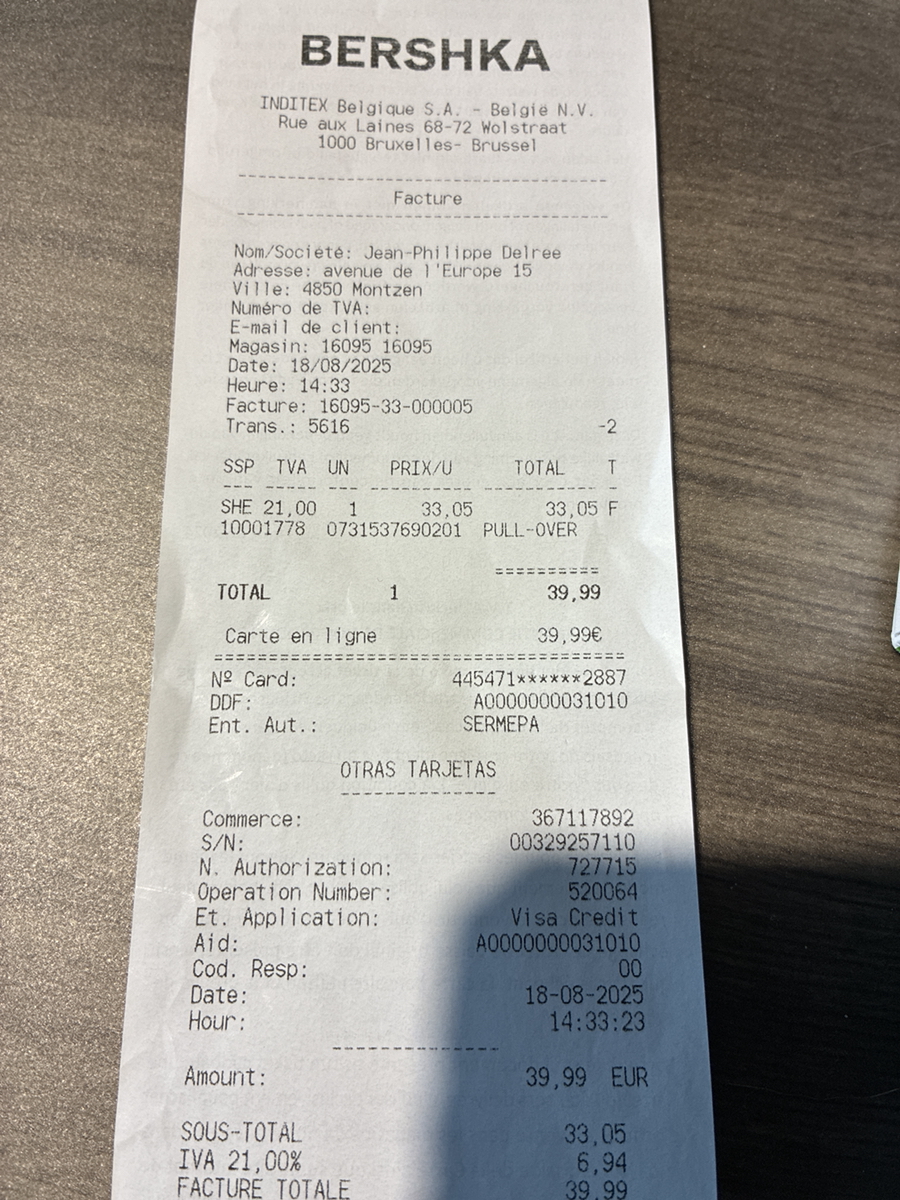 BERSHKA
INDITEX Belgique S.A. - België N.V.
Rue aux Laines 68-72 Wolstraat
1000 Bruxelles- Brussel
Facture
Nom/Société: Jean-Philippe Delree
Adresse: avenue de l'Europe 15
Ville: 4850 Montzen
Numéro de TVA:
E-mail de client:
Magasin: 16095 16095
Date: 18/08/2025
Heure: 14:33
Facture: 16095-33-000005
Trans.: 5616 -2
SSP TVA UN PRIX/U TOTAL T
SHE 21,00 1 33,05 33,05 F
10001778 0731537690201 PULL-OVER
TOTAL 1 39,99
Carte en ligne 39,99€
Nº Card: 445471******2887
DDF: A0000000031010
Ent. Aut.: SERMEPA
OTRAS TARJETAS
Commerce: 367117892
S/N: 00329257110
N. Authorization: 727715
Operation Number: 520064
Et. Application: Visa Credit
Aid: A0000000031010
Cod. Resp: 00
Date: 18-08-2025
Hour: 14:33:23
Amount: 39,99 EUR
SOUS-TOTAL 33,05
IVA 21,00% 6,94
FACTURE TOTALE 39,99